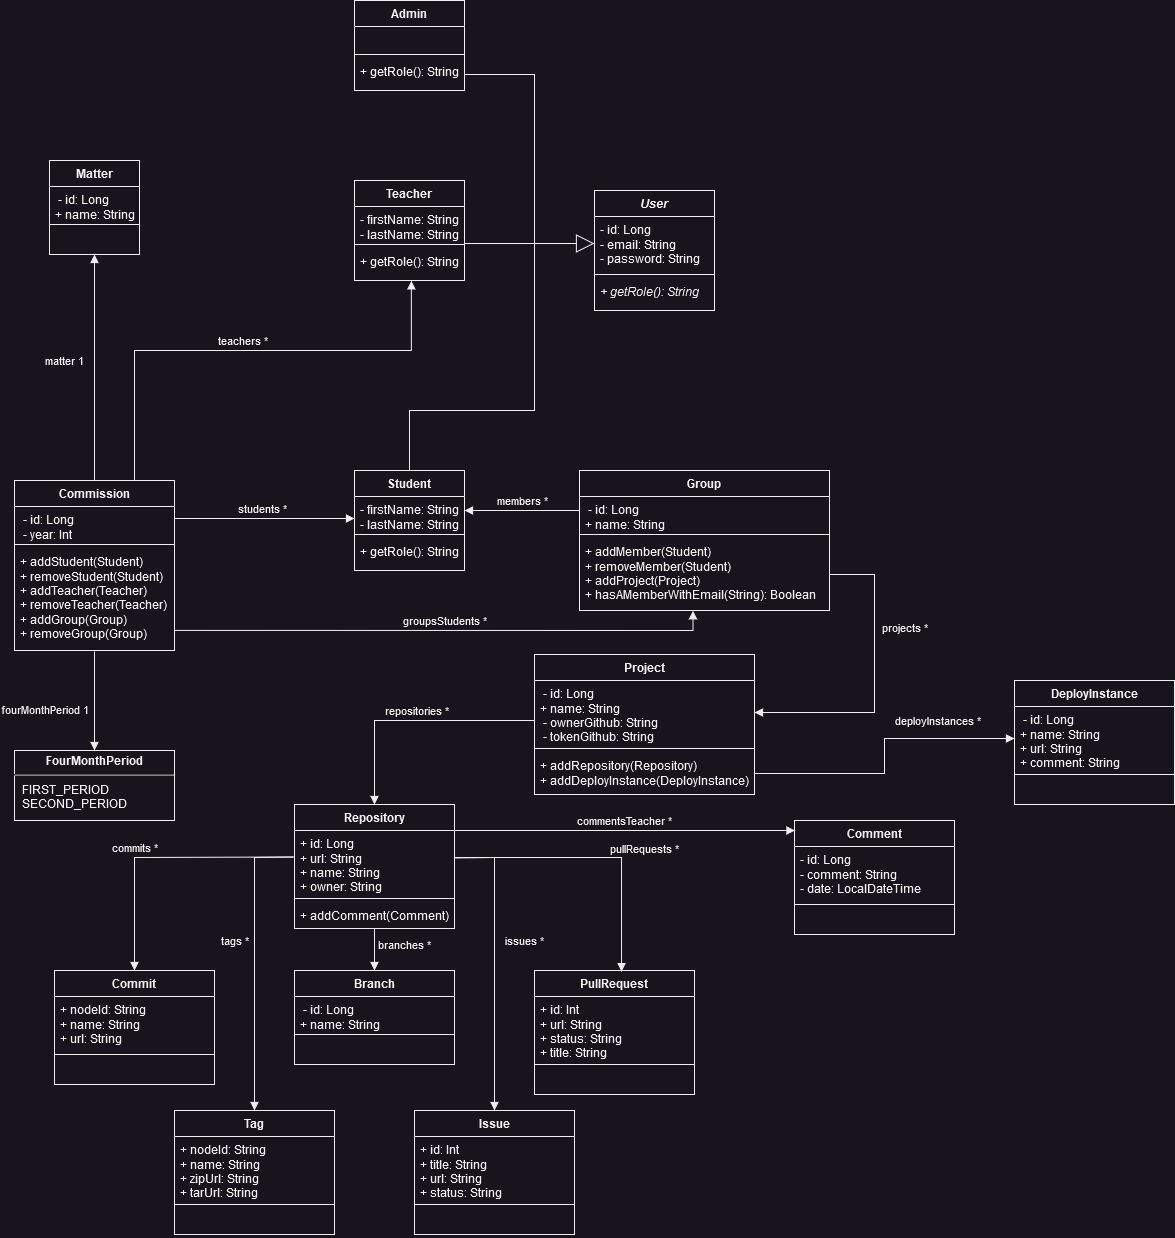 Admin
+ getRole(): String
Matter
- id: Long
+ name: String
Teacher
- firstName: String
- lastName: String
+ getRole(): String
User
- id: Long
- email: String
- password: String
+ getRole(): String
teachers *
matter 1
Commission
- id: Long
- year: Int
+ addStudent(Student)
+ removeStudent(Student)
+ addTeacher(Teacher)
+ removeTeacher(Teacher)
+ addGroup(Group)
+ removeGroup(Group)
students *
Student
- firstName: String
- lastName: String
+ getRole(): String
members *
Group
- id: Long
+ name: String
+ addMember(Student)
+ removeMember(Student)
+ addProject(Project)
+ hasAMemberWithEmail(String): Boolean
groupsStudents *
projects *
fourMonthPeriod 1
FourMonthPeriod
FIRST_PERIOD
SECOND_PERIOD
repositories *
Project
- id: Long
+ name: String
- ownerGithub: String
- tokenGithub: String
+ addRepository(Repository)
+ addDeployInstance(DeployInstance)
deployInstances *
DeployInstance
- id: Long
+ name: String
+ url: String
+ comment: String
Repository
+ id: Long
+ url: String
+ name: String
+ owner: String
+ addComment(Comment)
commentsTeacher *
Comment
- id: Long
- comment: String
- date: LocalDateTime
commits *
pullRequests *
tags *
branches *
issues *
Commit
+ nodeId: String
+ name: String
+ url: String
Branch
- id: Long
+ name: String
PullRequest
+ id: Int
+ url: String
+ status: String
+ title: String
Tag
+ nodeId: String
+ name: String
+ zipUrl: String
+ tarUrl: String
Issue
+ id: Int
+ title: String
+ url: String
+ status: String